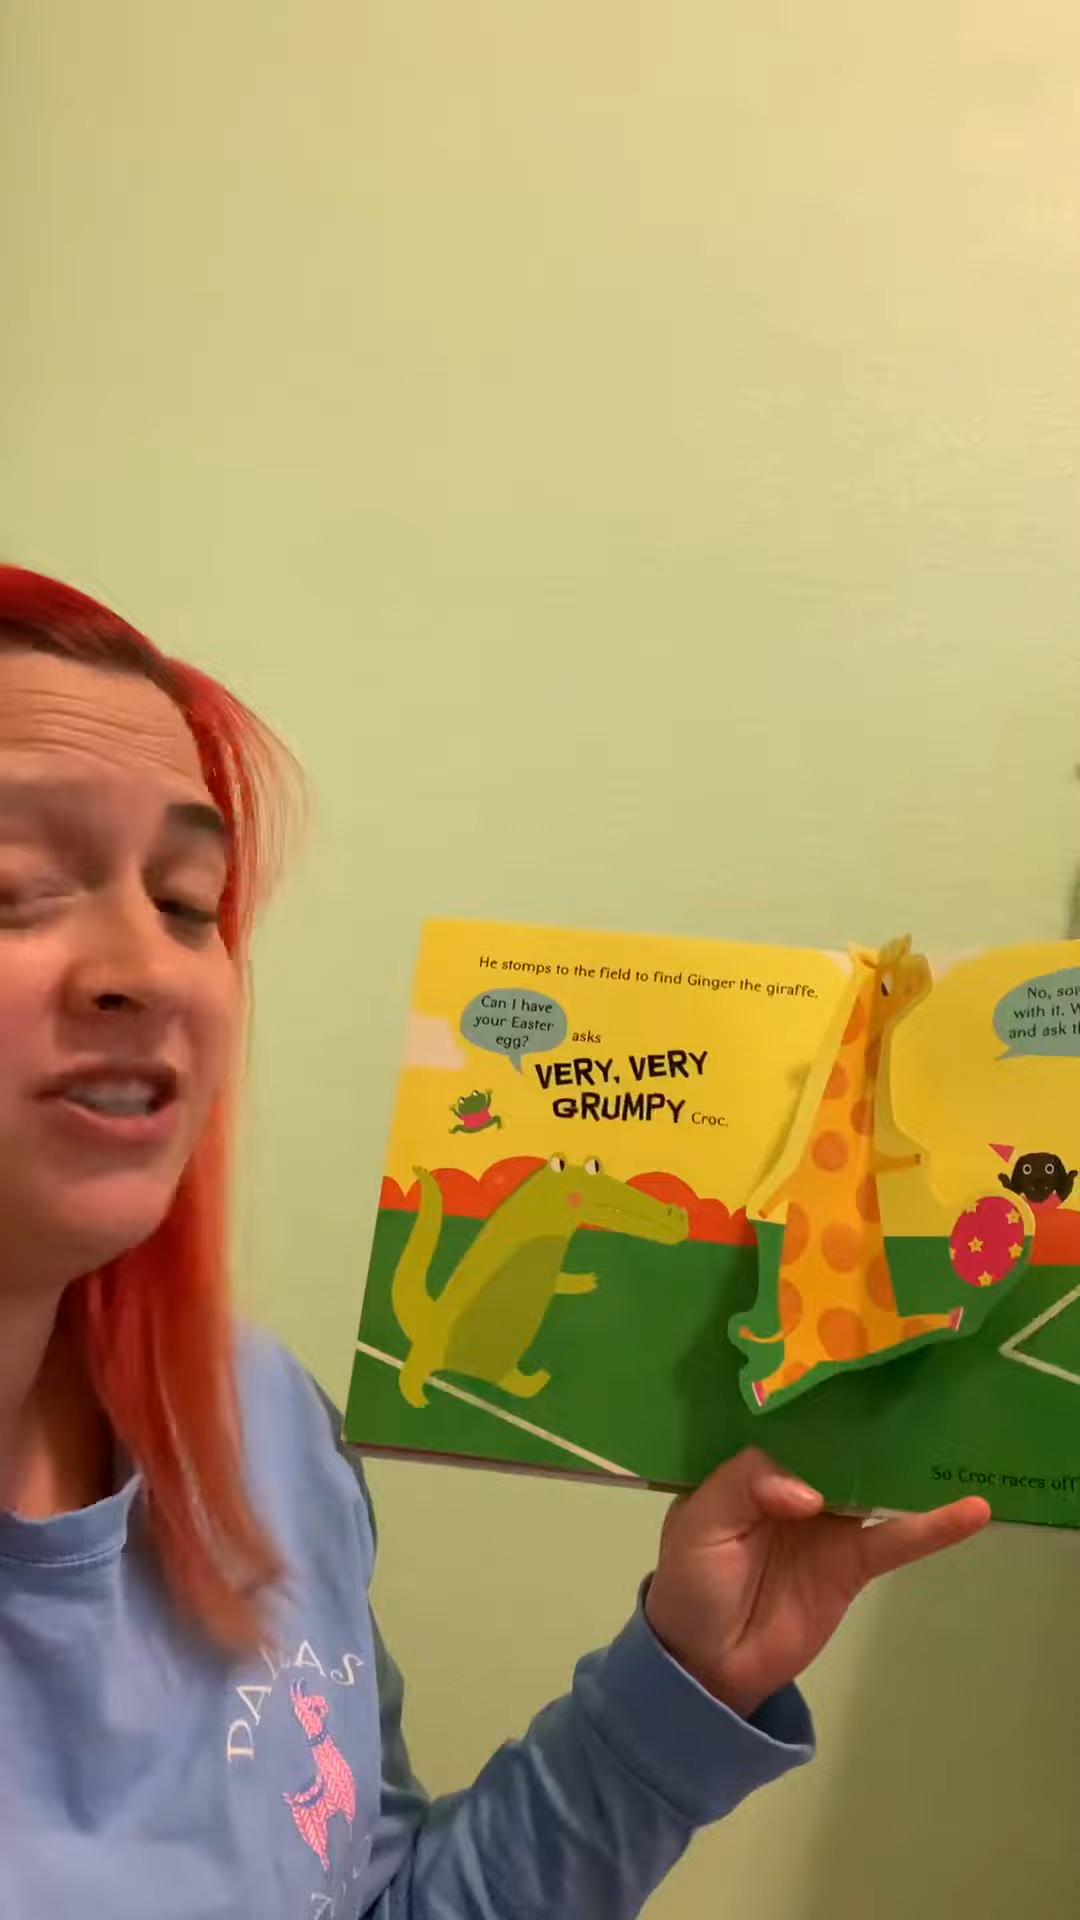 He stomps to the field to find Ginger the giraffe.
Can I have
your Easter
egg?
asks
VERY, VERY
GRUMPY Croc.
No,
with it.
and ask
So Croc races off
DALLAS